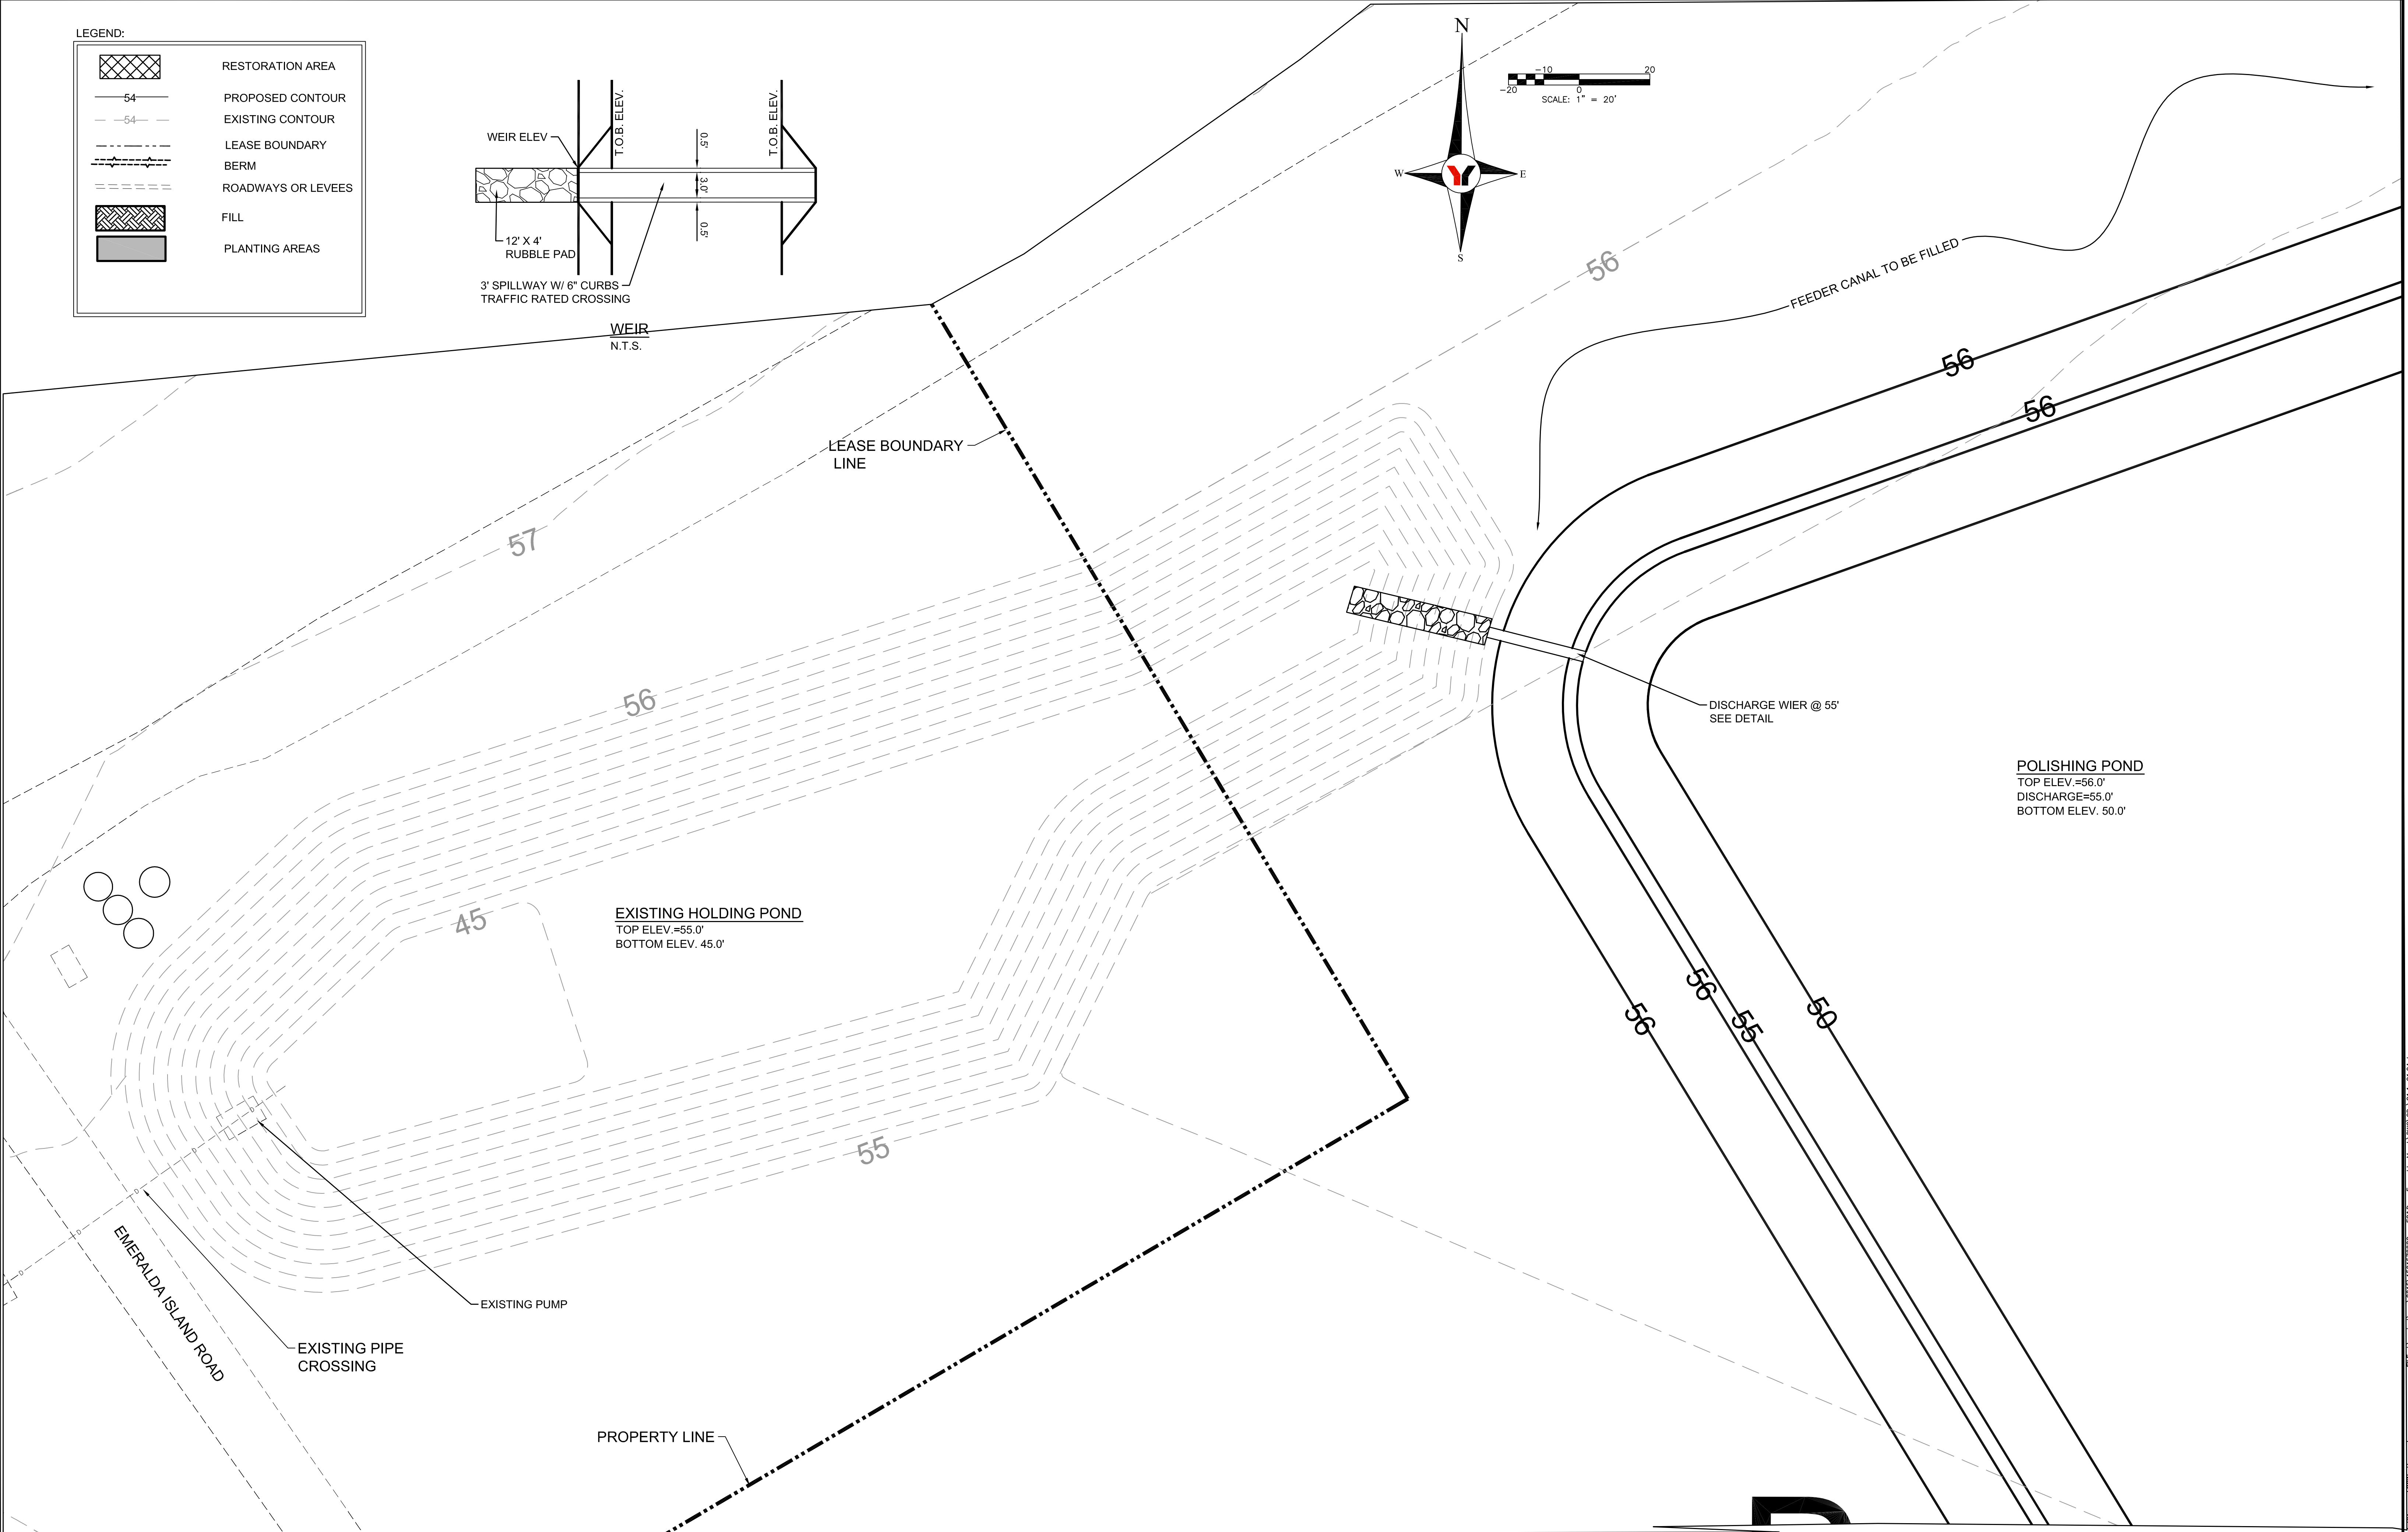 LEGEND:
RESTORATION AREA
54 PROPOSED CONTOUR
54 EXISTING CONTOUR
LEASE BOUNDARY
BERM
ROADWAYS OR LEVEES
FILL
PLANTING AREAS
WEIR ELEV
T.O.B. ELEV.
T.O.B. ELEV.
0.5'
3.0'
0.5'
12' X 4'
RUBBLE PAD
3' SPILLWAY W/ 6" CURBS
TRAFFIC RATED CROSSING
WEIR
N.T.S.
N
W
E
S
-10 20
-20 0
SCALE: 1" = 20'
56
FEEDER CANAL TO BE FILLED
56
56
LEASE BOUNDARY
LINE
57
56
DISCHARGE WIER @ 55'
SEE DETAIL
POLISHING POND
TOP ELEV.=56.0'
DISCHARGE=55.0'
BOTTOM ELEV. 50.0'
45
EXISTING HOLDING POND
TOP ELEV.=55.0'
BOTTOM ELEV. 45.0'
56
56
55
50
55
EMERALDA ISLAND ROAD
EXISTING PUMP
EXISTING PIPE
CROSSING
PROPERTY LINE